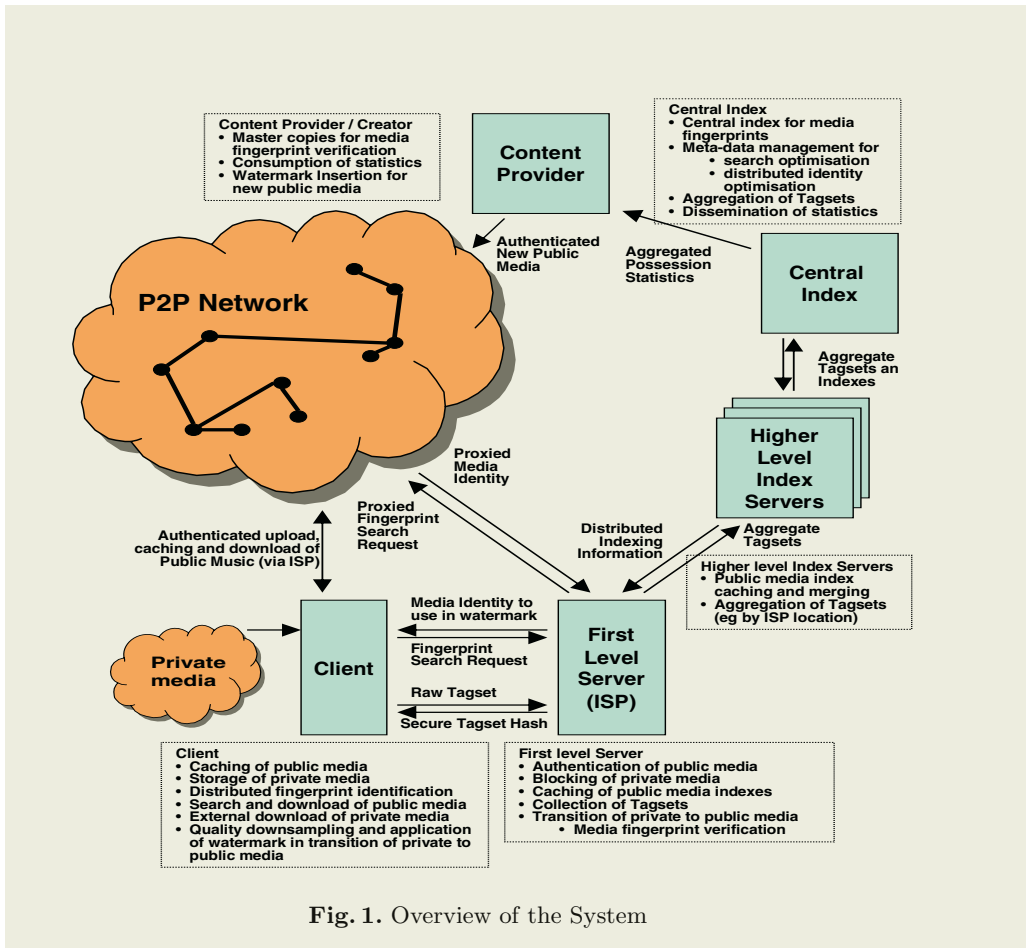 Content Provider / Creator
• Master copies for media
fingerprint verification
• Consumption of statistics
• Watermark Insertion for
new public media
Content
Provider
Central Index
• Central index for media
fingerprints
• Meta-data management for
• search optimisation
• distributed identity
optimisation
• Aggregation of Tagsets
• Dissemination of statistics
Authenticated
New Public
Media
Aggregated
Possession
Statistics
Central
Index
P2P Network
Aggregate
Tagsets an
Indexes
Higher
Level
Index
Servers
Proxied
Media
Identity
Proxied
Fingerprint
Search
Request
Authenticated upload,
caching and download of
Public Music (via ISP)
Distributed
Indexing
Information
Aggregate
Tagsets
Higher level Index Servers
• Public media index
caching and merging
• Aggregation of Tagsets
(eg by ISP location)
Private
media
Client
Media Identity to
use in watermark
Fingerprint
Search Request
Raw Tagset
Secure Tagset Hash
First
Level
Server
(ISP)
Client
• Caching of public media
• Storage of private media
• Distributed fingerprint identification
• Search and download of public media
• External download of private media
• Quality downsampling and application
of watermark in transition of private to
public media
First level Server
• Authentication of public media
• Blocking of private media
• Caching of public media indexes
• Collection of Tagsets
• Transition of private to public media
• Media fingerprint verification
Fig. 1. Overview of the System